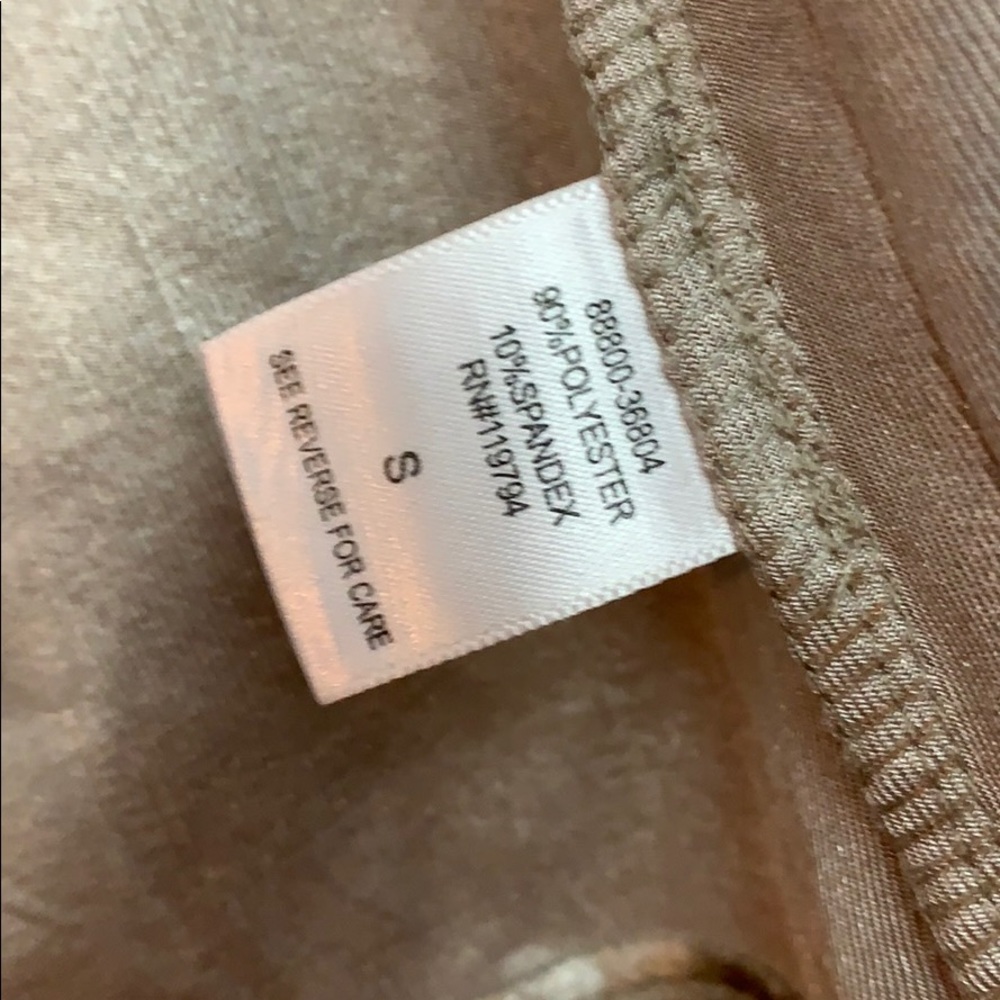 88800-36804
90%POLYESTER
10%SPANDEX
RN#119794
S
SEE REVERSE FOR CARE